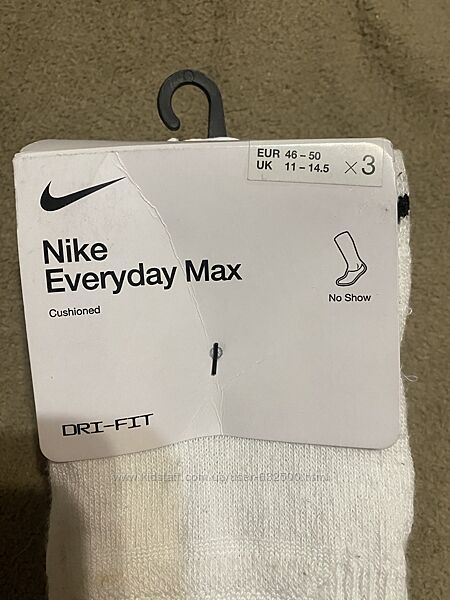 EUR 46 – 50
UK 11 – 14.5
×3
Nike
Everyday Max
Cushioned
No Show
DRI-FIT